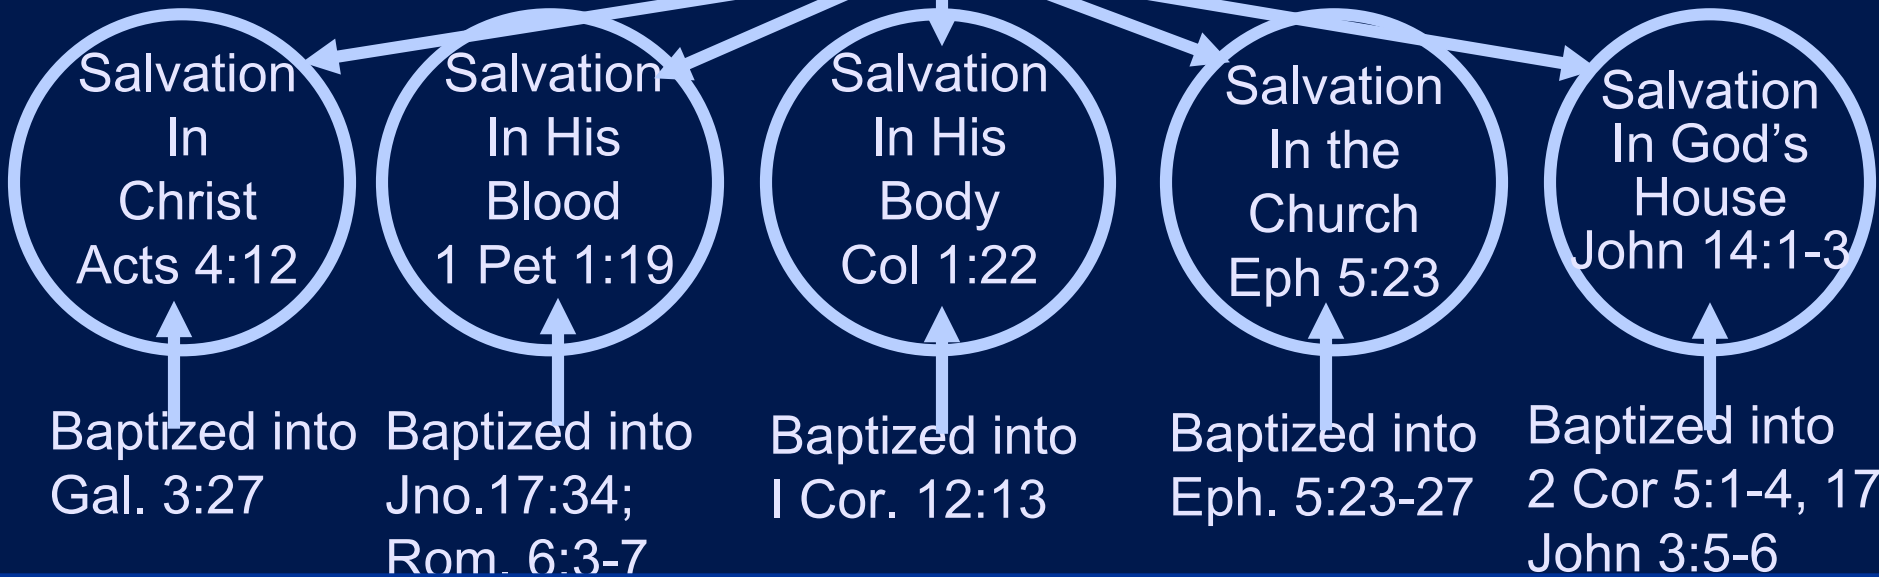 Salvation
In
Christ
Acts 4:12
Salvation
In His
Blood
1 Pet 1:19
Salvation
In His
Body
Col 1:22
Salvation
In the
Church
Eph 5:23
Salvation
In God's
House
John 14:1-3
Baptized into
Gal. 3:27
Baptized into
Jno.17:34;
Rom. 6:3-7
Baptized into
I Cor. 12:13
Baptized into
Eph. 5:23-27
Baptized into
2 Cor 5:1-4, 17
John 3:5-6